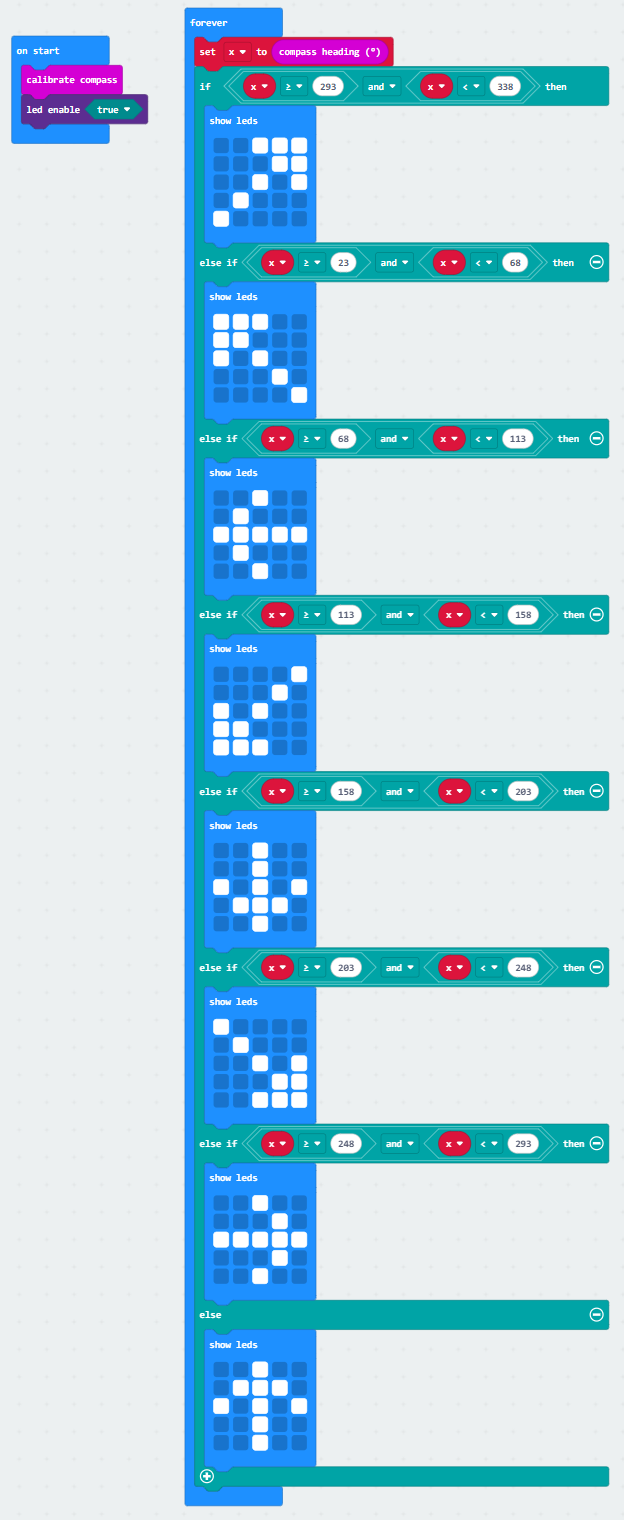 forever
on start
set x to compass heading (°)
calibrate compass
if x ≥ 293 and x < 338 then
led enable true
show leds
else if x ≥ 23 and x < 68 then
show leds
else if x ≥ 68 and x < 113 then
show leds
else if x ≥ 113 and x < 158 then
show leds
else if x ≥ 158 and x < 203 then
show leds
else if x ≥ 203 and x < 248 then
show leds
else if x ≥ 248 and x < 293 then
show leds
else
show leds